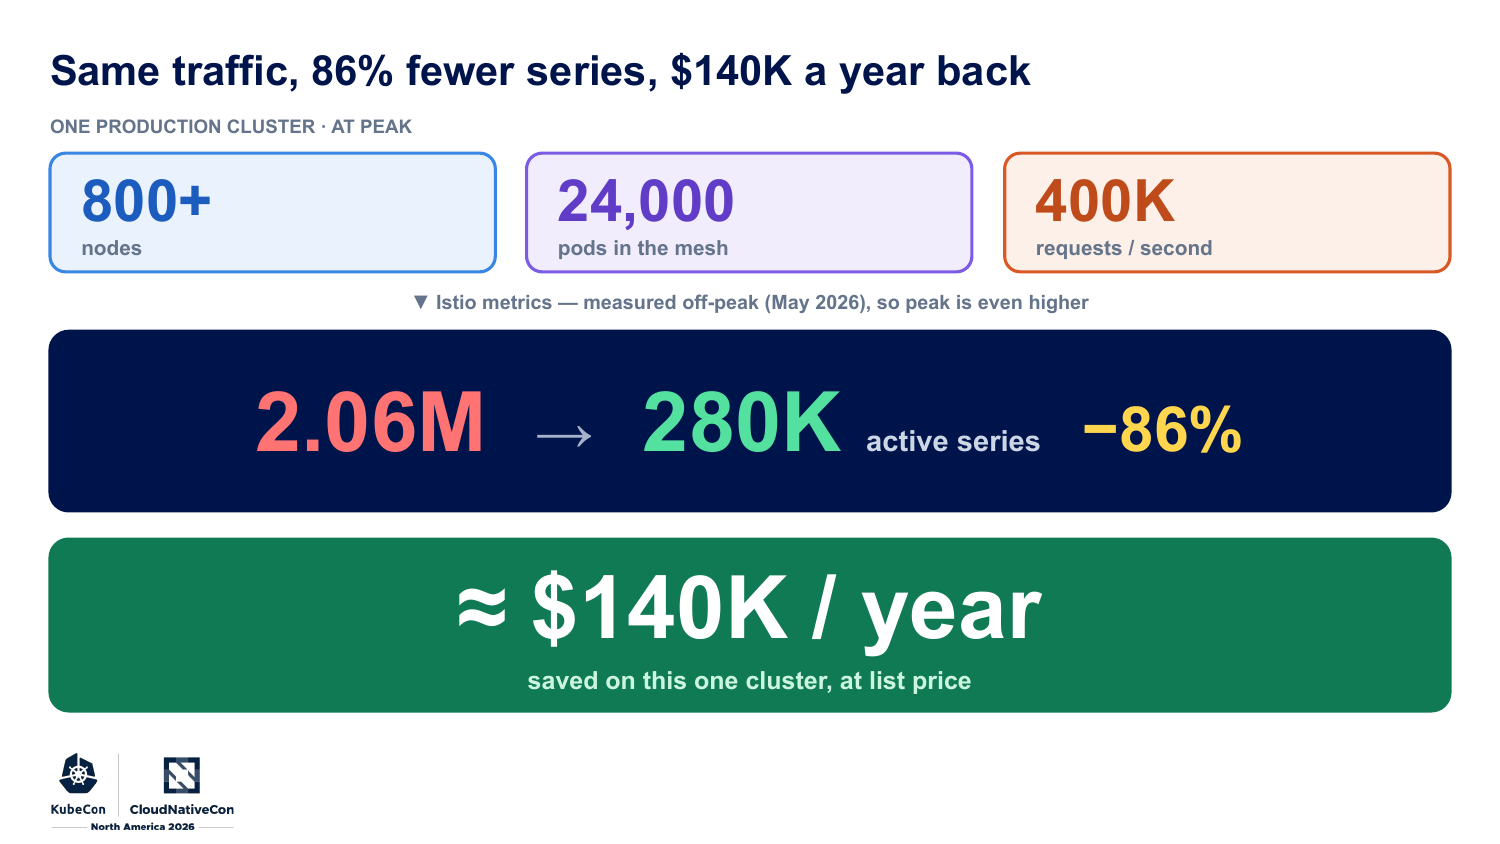 Same traffic, 86% fewer series, $140K a year back
ONE PRODUCTION CLUSTER · AT PEAK
800+
nodes
24,000
pods in the mesh
400K
requests / second
▼ Istio metrics — measured off-peak (May 2026), so peak is even higher
2.06M → 280K active series −86%
≈ $140K / year
saved on this one cluster, at list price
KubeCon
CloudNativeCon
North America 2026